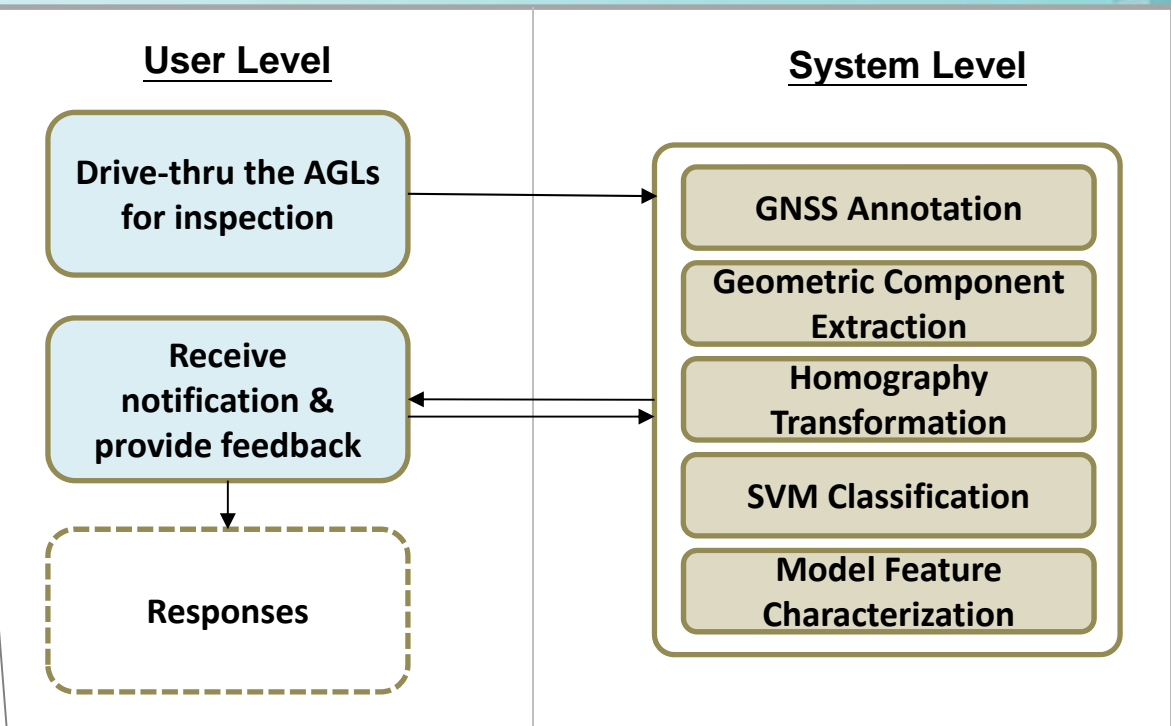 User Level
Drive-thru the AGLs
for inspection
Receive
notification &
provide feedback
Responses
System Level
GNSS Annotation
Geometric Component
Extraction
Homography
Transformation
SVM Classification
Model Feature
Characterization